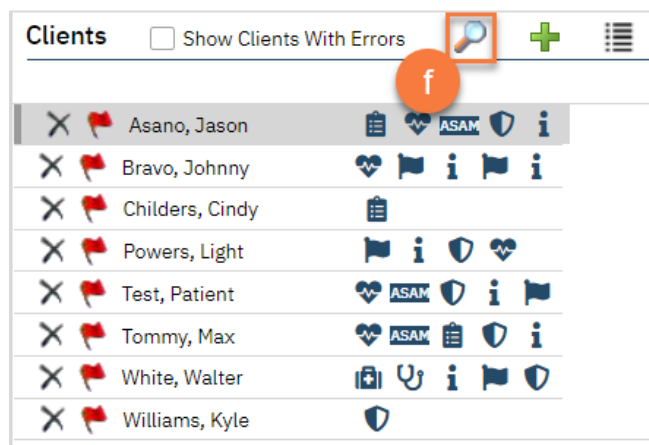 Clients Show Clients With Errors
f
Asano, Jason ASAM
Bravo, Johnny
Childers, Cindy
Powers, Light
Test, Patient ASAM
Tommy, Max ASAM
White, Walter
Williams, Kyle